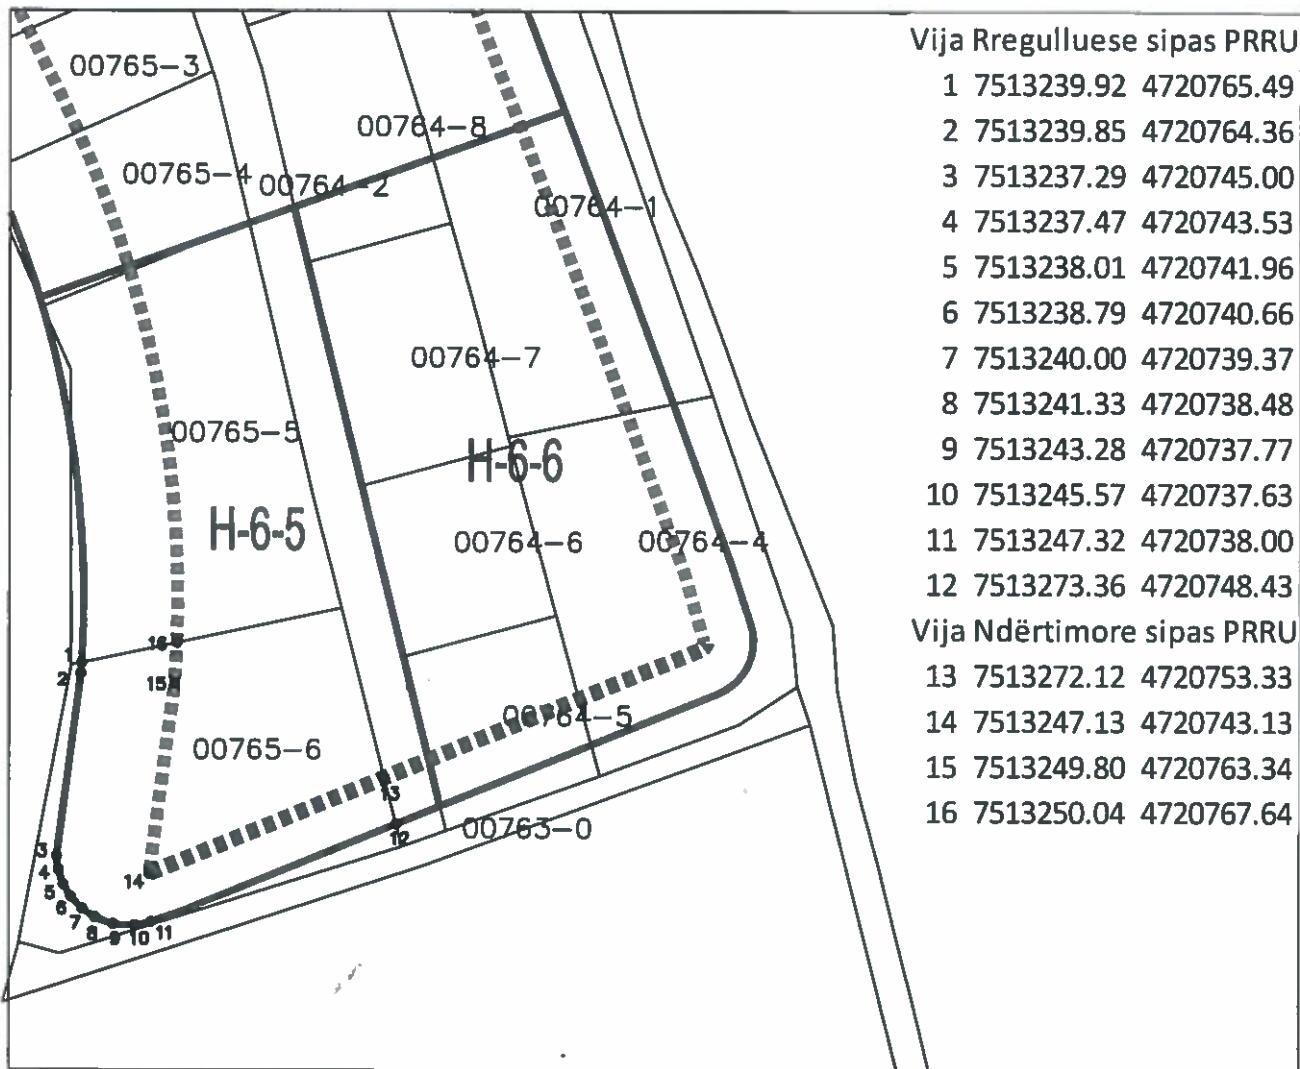 Vija Rregulluese sipas PRRU
1 7513239.92 4720765.49
2 7513239.85 4720764.36
3 7513237.29 4720745.00
4 7513237.47 4720743.53
5 7513238.01 4720741.96
6 7513238.79 4720740.66
7 7513240.00 4720739.37
8 7513241.33 4720738.48
9 7513243.28 4720737.77
10 7513245.57 4720737.63
11 7513247.32 4720738.00
12 7513273.36 4720748.43
Vija Ndërtimore sipas PRRU
13 7513272.12 4720753.33
14 7513247.13 4720743.13
15 7513249.80 4720763.34
16 7513250.04 4720767.64
00765-3
00764-8
00765-4
00764-2
00764-1
00764-7
00765-5
H-6-6
H-6-5
00764-6
00764-4
16
1
2
15
00764-5
00765-6
13
00763-0
12
3
4
14
5
6
7
8
9
10
11